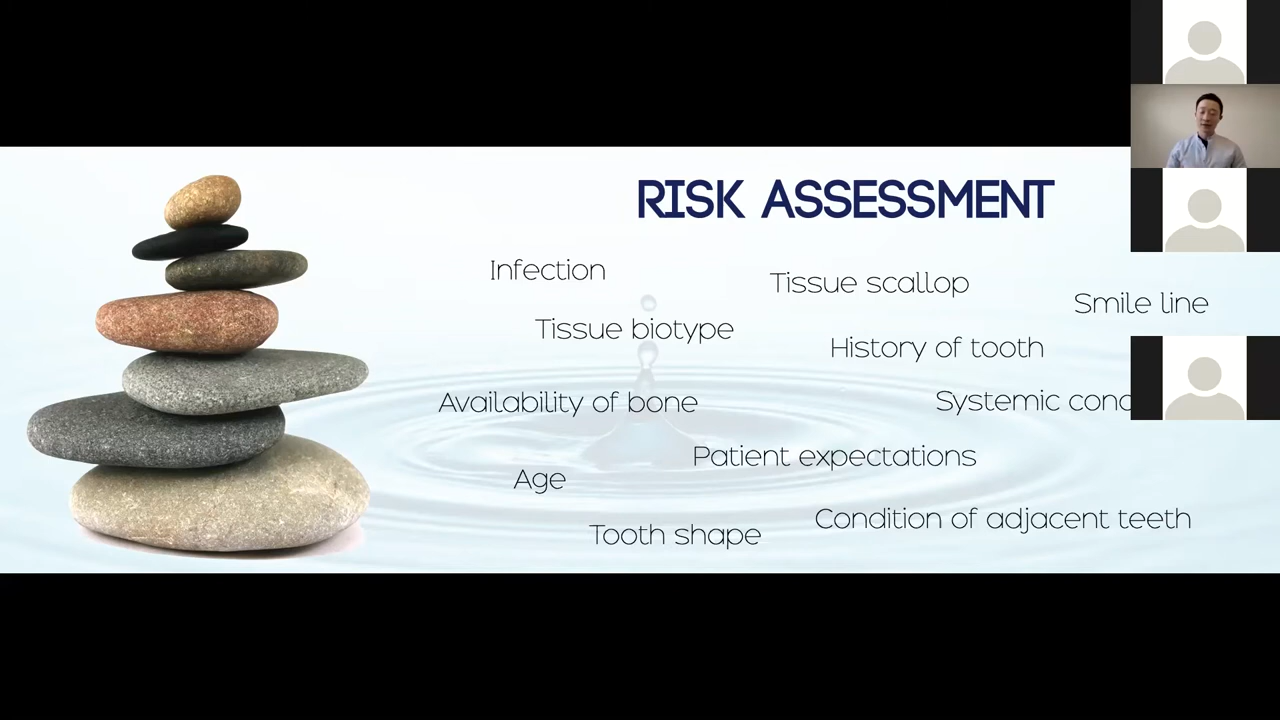 RISK ASSESSMENT
Infection
Tissue scallop
Smile line
Tissue biotype
History of tooth
Availability of bone
Systemic
Patient expectations
Age
Condition of adjacent teeth
Tooth shape